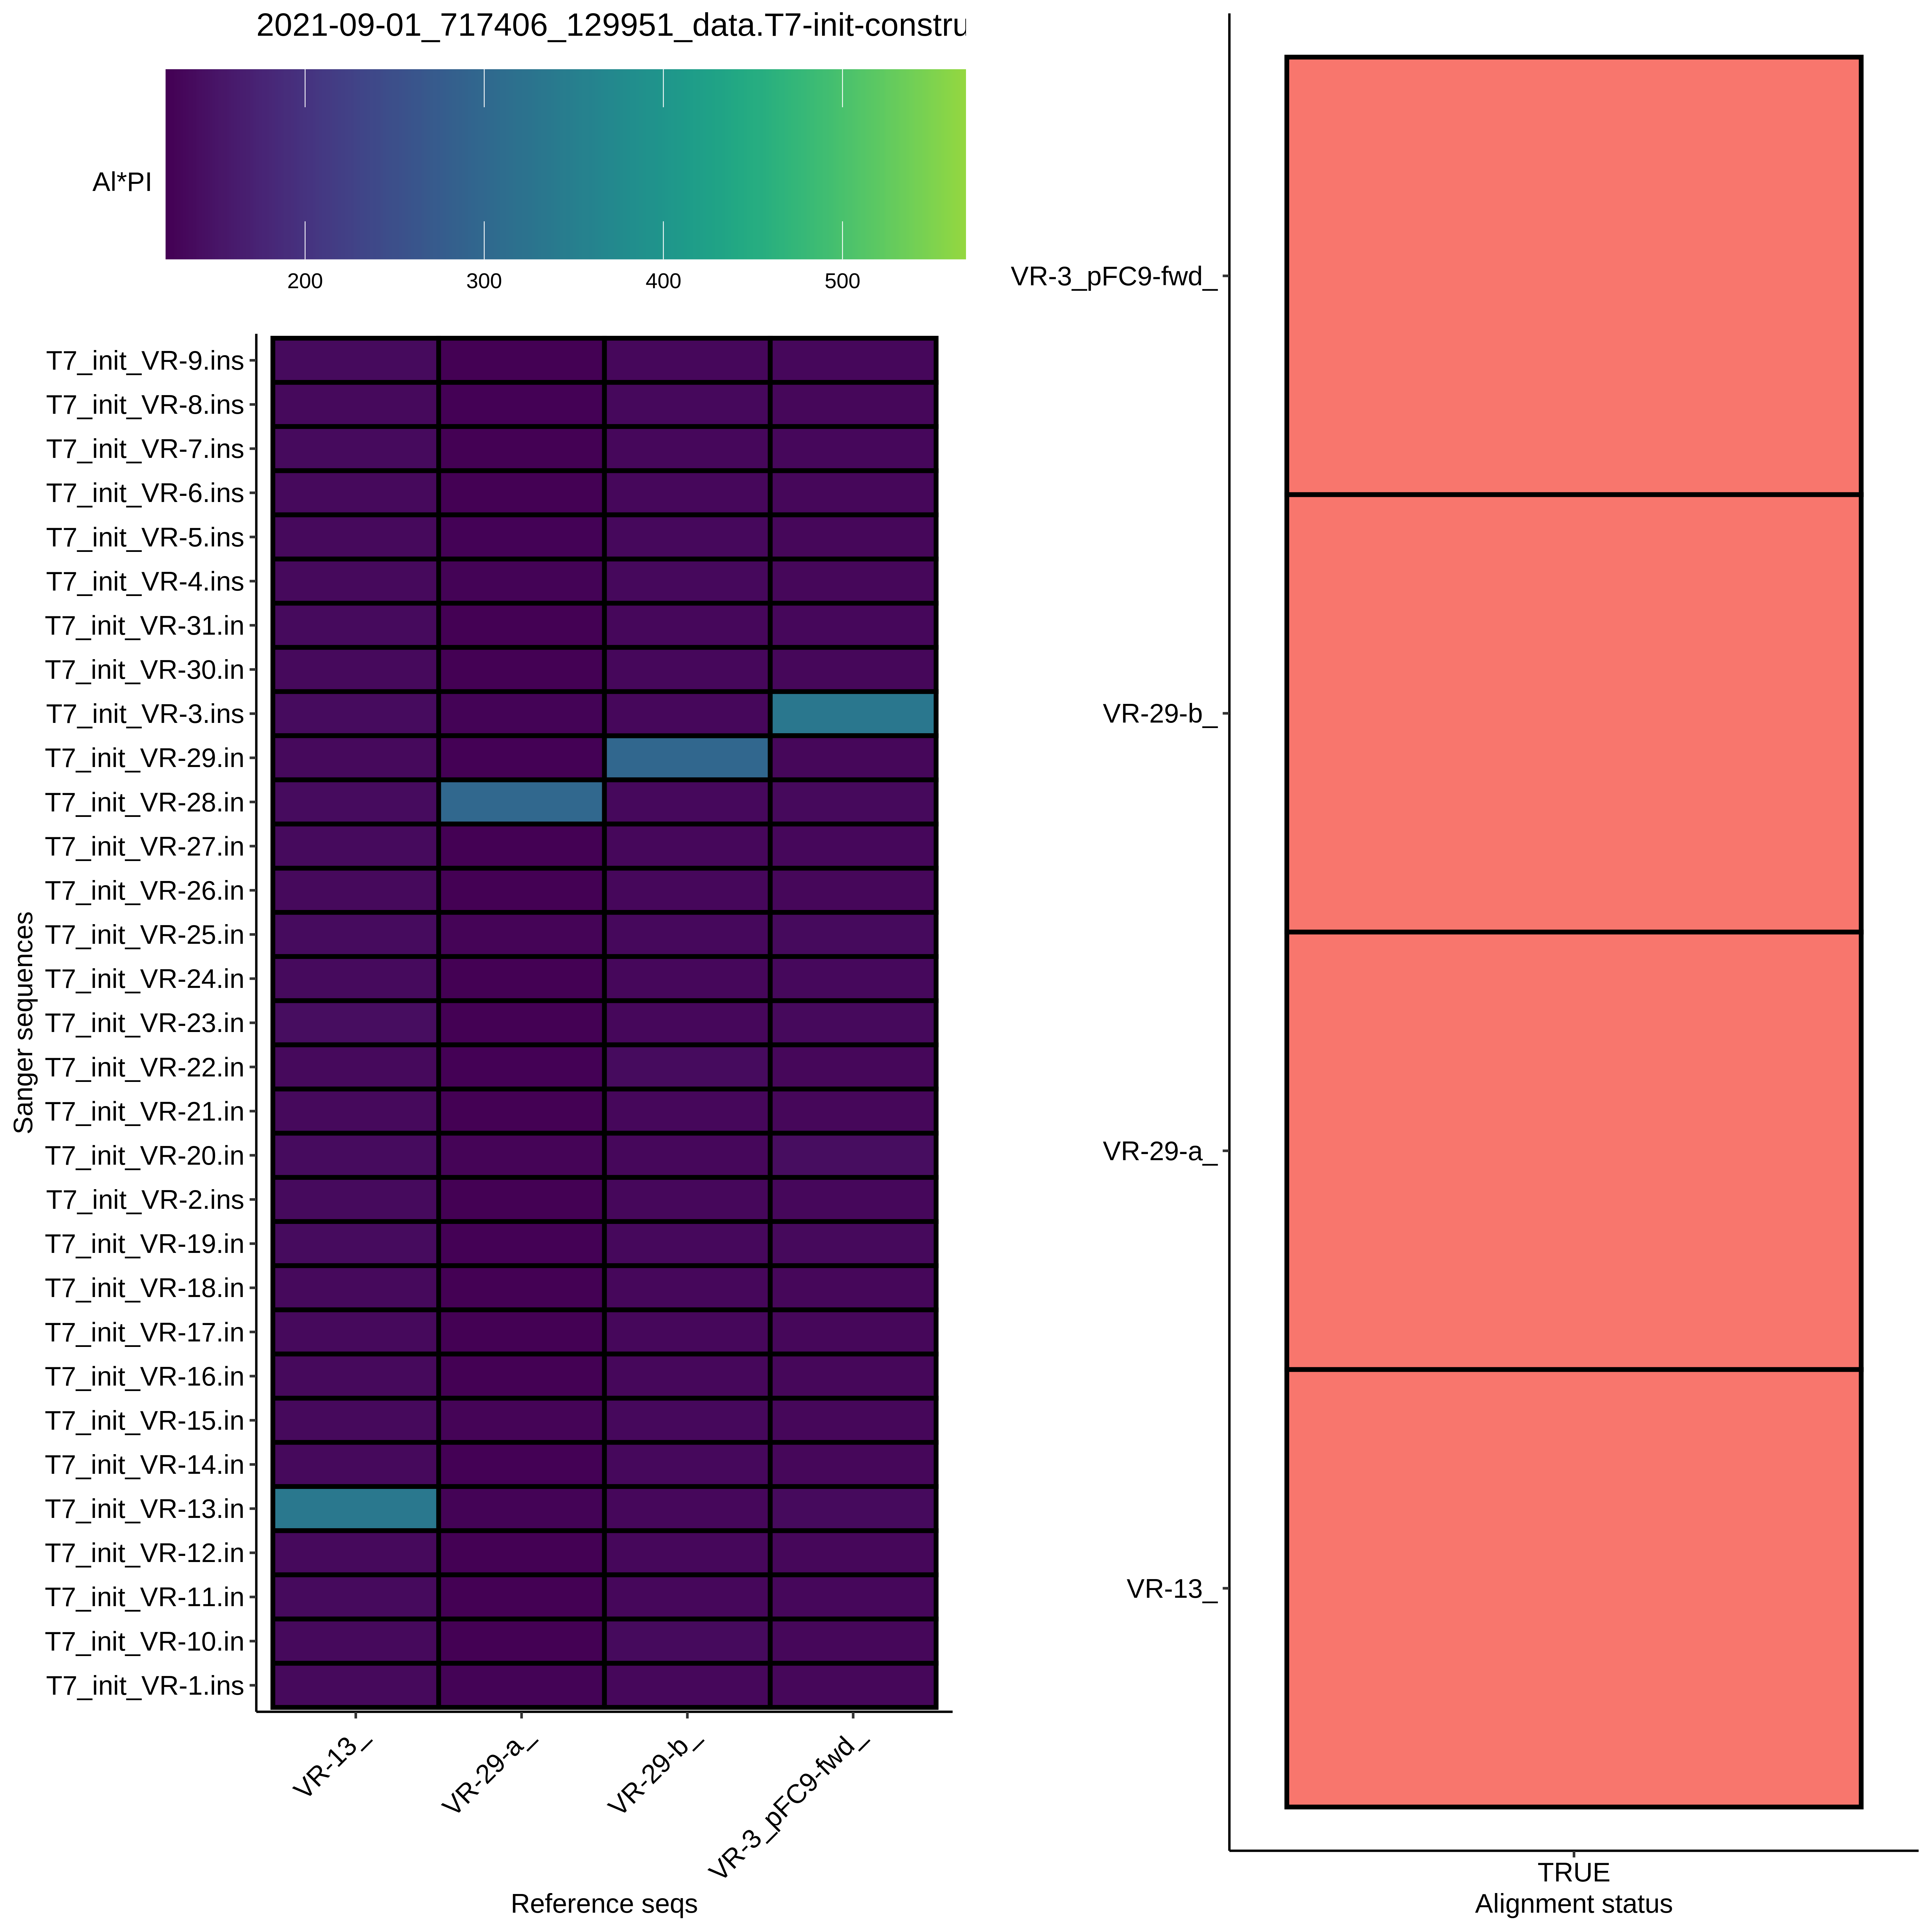 2021-09-01_717406_129951_data.T7-init-constru
Al*PI
200 300 400 500
Sanger sequences
T7_init_VR-9.ins
T7_init_VR-8.ins
T7_init_VR-7.ins
T7_init_VR-6.ins
T7_init_VR-5.ins
T7_init_VR-4.ins
T7_init_VR-31.in
T7_init_VR-30.in
T7_init_VR-3.ins
T7_init_VR-29.in
T7_init_VR-28.in
T7_init_VR-27.in
T7_init_VR-26.in
T7_init_VR-25.in
T7_init_VR-24.in
T7_init_VR-23.in
T7_init_VR-22.in
T7_init_VR-21.in
T7_init_VR-20.in
T7_init_VR-2.ins
T7_init_VR-19.in
T7_init_VR-18.in
T7_init_VR-17.in
T7_init_VR-16.in
T7_init_VR-15.in
T7_init_VR-14.in
T7_init_VR-13.in
T7_init_VR-12.in
T7_init_VR-11.in
T7_init_VR-10.in
T7_init_VR-1.ins
VR-13_
VR-29-a_
VR-29-b_
VR-3_pFC9-fwd_
Reference seqs
VR-3_pFC9-fwd_
VR-29-b_
VR-29-a_
VR-13_
TRUE
Alignment status